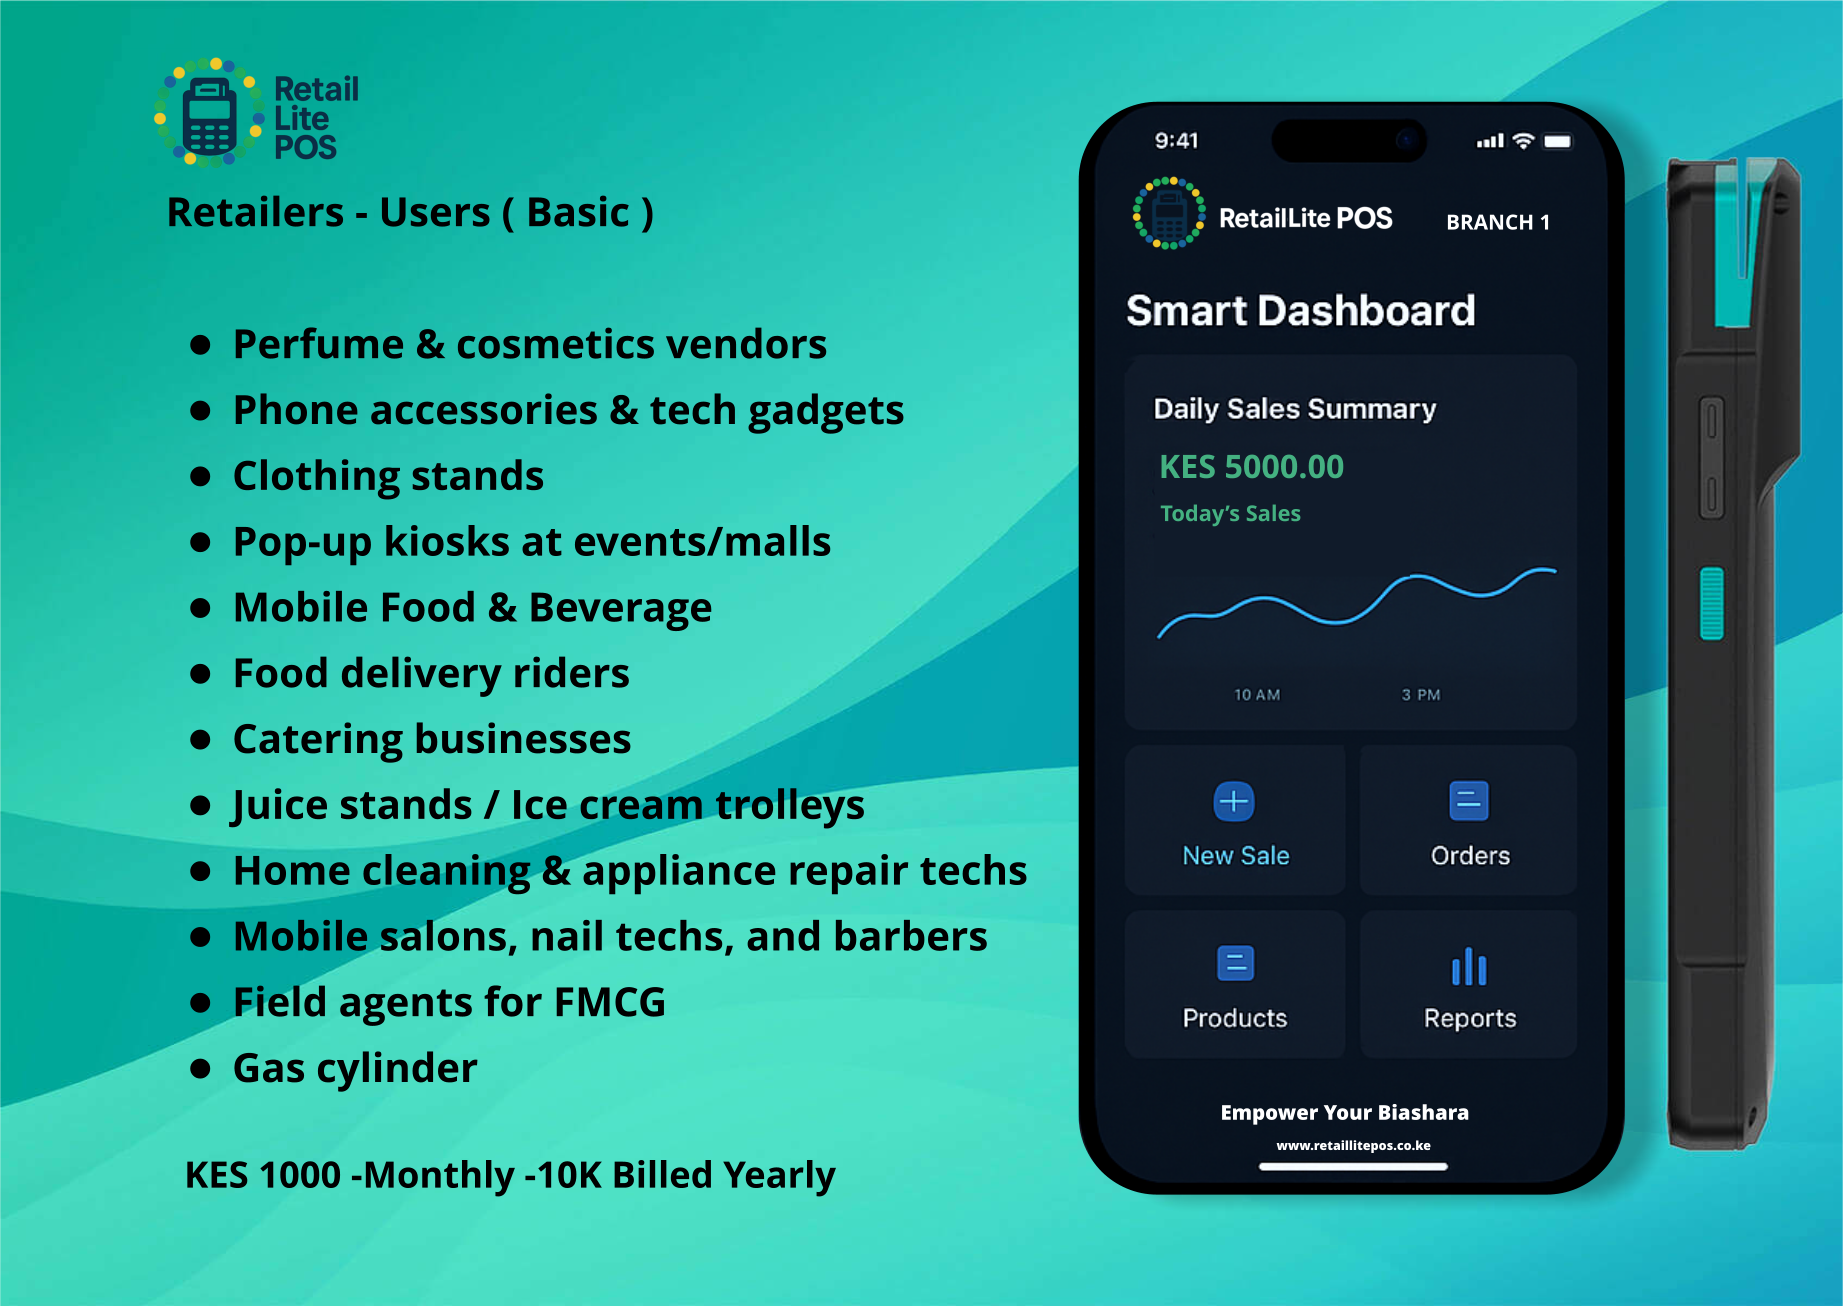 Retail
Lite
POS
Retailers - Users ( Basic )
● Perfume & cosmetics vendors
● Phone accessories & tech gadgets
● Clothing stands
● Pop-up kiosks at events/malls
● Mobile Food & Beverage
● Food delivery riders
● Catering businesses
● Juice stands / Ice cream trolleys
● Home cleaning & appliance repair techs
● Mobile salons, nail techs, and barbers
● Field agents for FMCG
● Gas cylinder
KES 1000 -Monthly -10K Billed Yearly
9:41
RetailLite POS BRANCH 1
Smart Dashboard
Daily Sales Summary
KES 5000.00
Today’s Sales
10 AM 3 PM
New Sale Orders
Products Reports
Empower Your Biashara
www.retaillitepos.co.ke